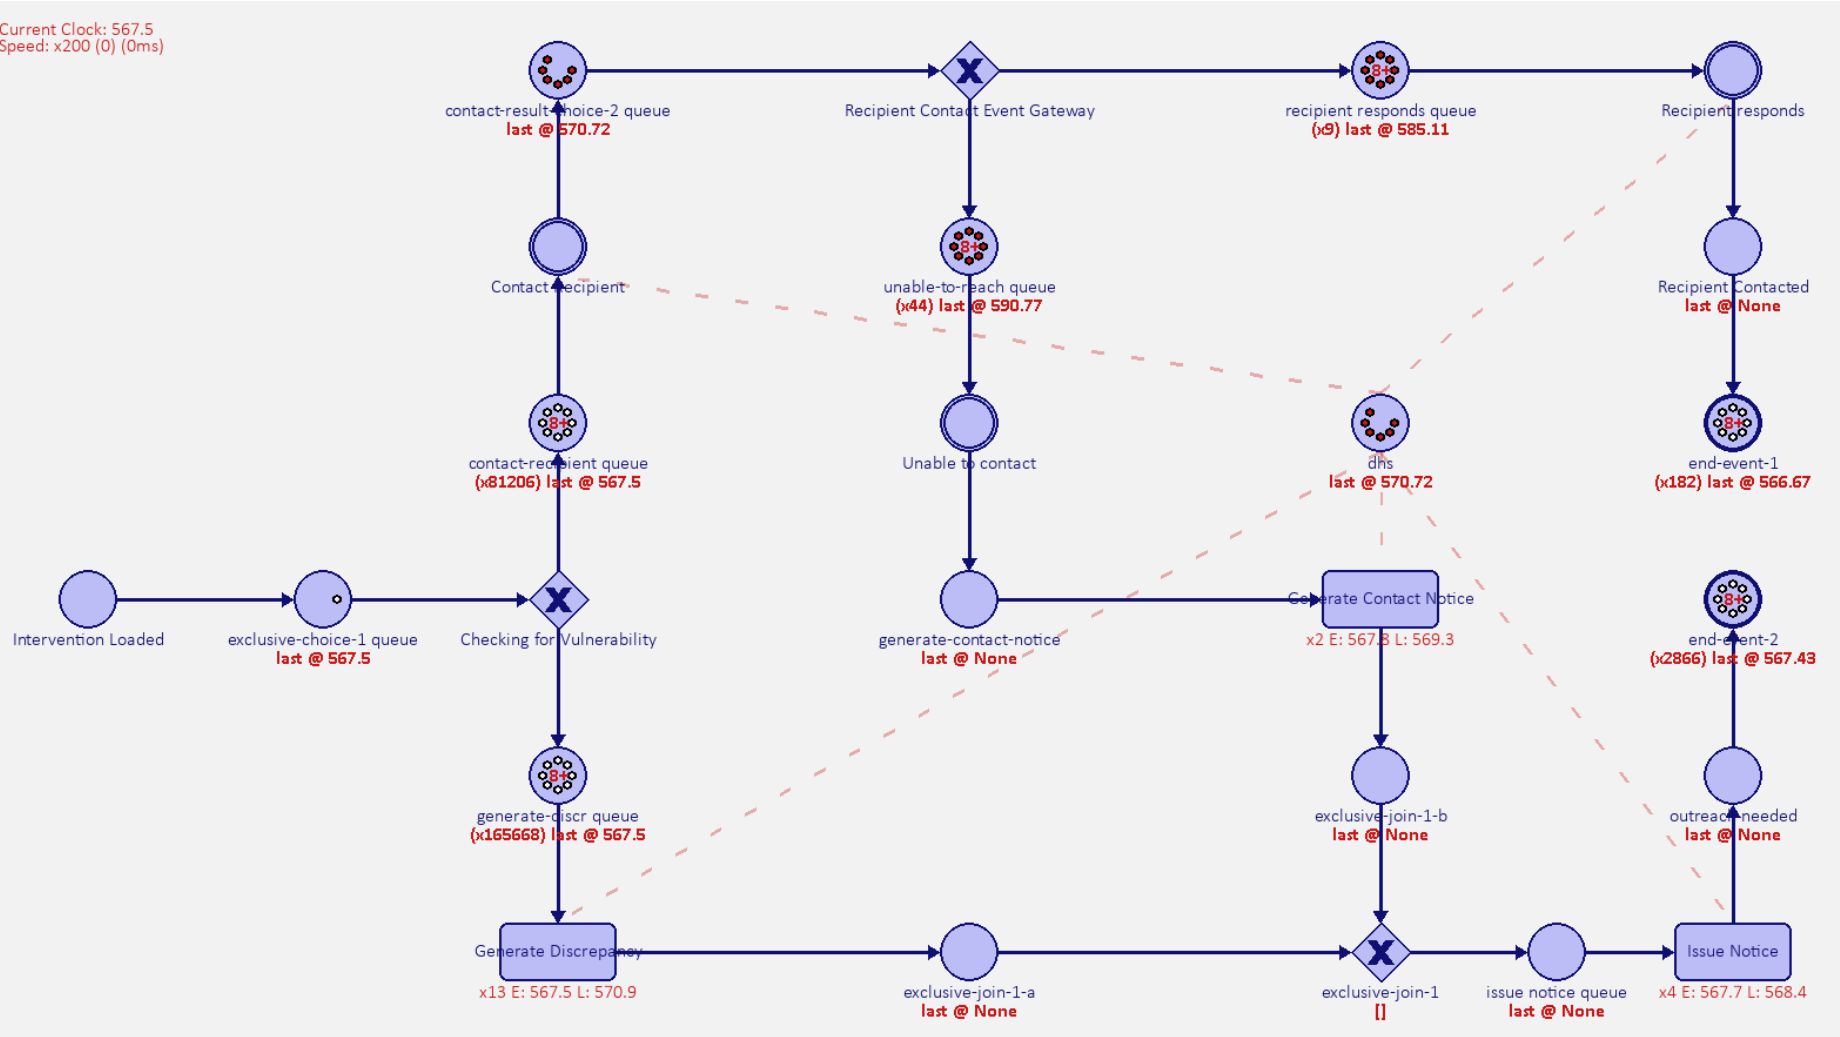 Current Clock: 567.5
Speed: x200 (0) (0ms)
contact-result-choice-2 queue
last @ 570.72
X
Recipient Contact Event Gateway
8+
recipient responds queue
(x9) last @ 585.11
Recipient responds
Contact Recipient
8+
unable-to-reach queue
(x44) last @ 590.77
Recipient Contacted
last @ None
8+
contact-recipient queue
(x81206) last @ 567.5
Unable to contact
dhs
last @ 570.72
8+
end-event-1
(x182) last @ 566.67
Intervention Loaded
exclusive-choice-1 queue
last @ 567.5
X
Checking for Vulnerability
generate-contact-notice
last @ None
Generate Contact Notice
x2 E: 567.8 L: 569.3
8+
end-event-2
(x2866) last @ 567.43
8+
generate-discr queue
(x165668) last @ 567.5
exclusive-join-1-b
last @ None
outreach needed
last @ None
Generate Discrepancy
x13 E: 567.5 L: 570.9
exclusive-join-1-a
last @ None
X
exclusive-join-1
[]
issue notice queue
last @ None
Issue Notice
x4 E: 567.7 L: 568.4